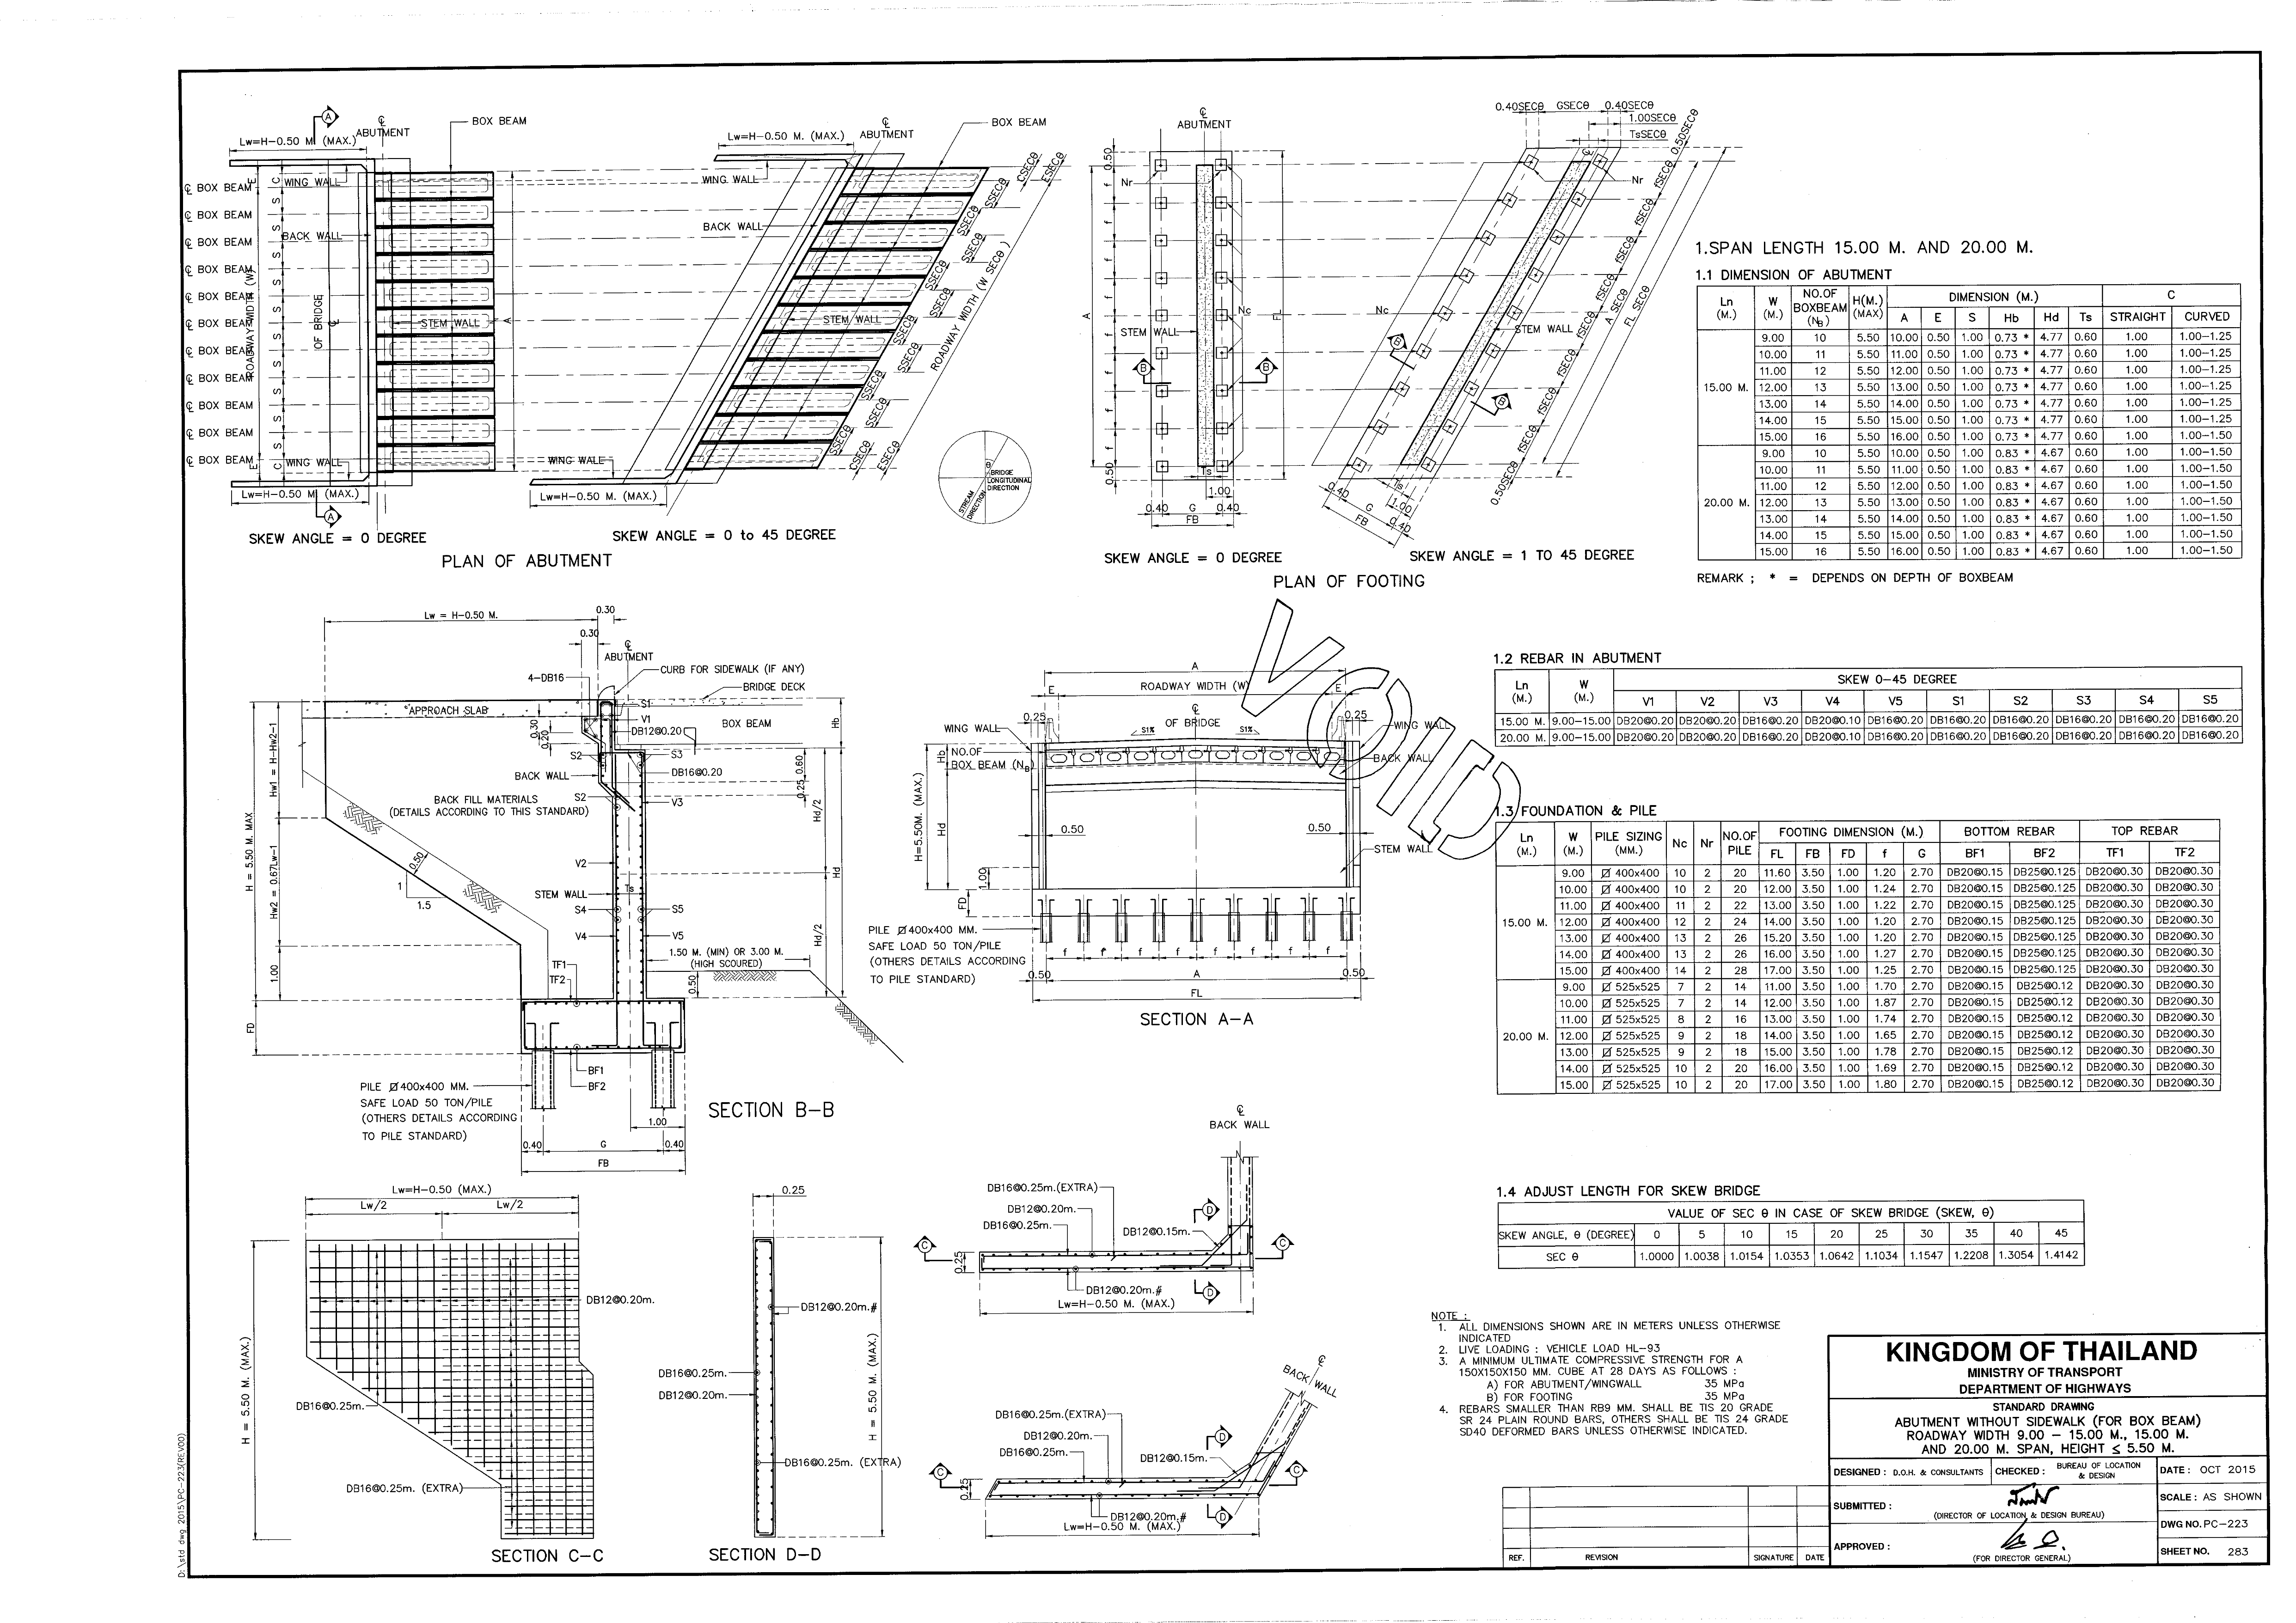 PLAN OF ABUTMENT
Lw=H-0.50 M. (MAX.)
A
℄
ABUTMENT
BOX BEAM
WING WALL
℄ BOX BEAM
℄ BOX BEAM
℄ BOX BEAM
℄ BOX BEAM
℄ BOX BEAM
℄ BOX BEAM
℄ BOX BEAM
℄ BOX BEAM
℄ BOX BEAM
℄ BOX BEAM
℄ BOX BEAM
BACK WALL
ROADWAY WIDTH (W)
℄ OF BRIDGE
STEM WALL
WING WALL
Lw=H-0.50 M. (MAX.)
A
SKEW ANGLE = 0 DEGREE
Lw=H-0.50 M. (MAX.)
℄
ABUTMENT
BOX BEAM
WING WALL
BACK WALL
STEM WALL
ROADWAY WIDTH (W SECθ)
CSECθ
ESECθ
SSECθ
WING WALL
Lw=H-0.50 M. (MAX.)
SKEW ANGLE = 0 to 45 DEGREE
θ
BRIDGE
LONGITUDINAL
DIRECTION
STREAM
DIRECTION
℄
ABUTMENT
0.50
Nr
f
A
FL
Nc
STEM WALL
B
B
Ts
1.00
0.40 G 0.40
FB
SKEW ANGLE = 0 DEGREE
0.40SECθ GSECθ 0.40SECθ
1.00SECθ
TsSECθ
0.50SECθ
Nr
fSECθ
A SECθ
FL SECθ
Nc
STEM WALL
B
B
0.50SECθ
0.40
G
FB
Ts
1.00
0.40
SKEW ANGLE = 1 TO 45 DEGREE
PLAN OF FOOTING
1.SPAN LENGTH 15.00 M. AND 20.00 M.
1.1 DIMENSION OF ABUTMENT
Ln (M.) W (M.) NO.OF BOXBEAM (NB) H(M.) (MAX) DIMENSION (M.) C
A E S Hb Hd Ts STRAIGHT CURVED
15.00 M.
9.00 10 5.50 10.00 0.50 1.00 0.73 * 4.77 0.60 1.00 1.00-1.25
10.00 11 5.50 11.00 0.50 1.00 0.73 * 4.77 0.60 1.00 1.00-1.25
11.00 12 5.50 12.00 0.50 1.00 0.73 * 4.77 0.60 1.00 1.00-1.25
12.00 13 5.50 13.00 0.50 1.00 0.73 * 4.77 0.60 1.00 1.00-1.25
13.00 14 5.50 14.00 0.50 1.00 0.73 * 4.77 0.60 1.00 1.00-1.25
14.00 15 5.50 15.00 0.50 1.00 0.73 * 4.77 0.60 1.00 1.00-1.25
15.00 16 5.50 16.00 0.50 1.00 0.73 * 4.77 0.60 1.00 1.00-1.50
20.00 M.
9.00 10 5.50 10.00 0.50 1.00 0.83 * 4.67 0.60 1.00 1.00-1.50
10.00 11 5.50 11.00 0.50 1.00 0.83 * 4.67 0.60 1.00 1.00-1.50
11.00 12 5.50 12.00 0.50 1.00 0.83 * 4.67 0.60 1.00 1.00-1.50
12.00 13 5.50 13.00 0.50 1.00 0.83 * 4.67 0.60 1.00 1.00-1.50
13.00 14 5.50 14.00 0.50 1.00 0.83 * 4.67 0.60 1.00 1.00-1.50
14.00 15 5.50 15.00 0.50 1.00 0.83 * 4.67 0.60 1.00 1.00-1.50
15.00 16 5.50 16.00 0.50 1.00 0.83 * 4.67 0.60 1.00 1.00-1.50
REMARK ; * = DEPENDS ON DEPTH OF BOXBEAM
Lw = H-0.50 M.
0.30
0.30
℄
ABUTMENT
CURB FOR SIDEWALK (IF ANY)
4-DB16
BRIDGE DECK
APPROACH SLAB
S1
V1
DB12@0.20
BOX BEAM
Hb
0.30
0.20
S2
S3
BACK WALL
DB16@0.20
0.25 0.60
BACK FILL MATERIALS
(DETAILS ACCORDING TO THIS STANDARD)
S2
V3
Hd/2
H = 5.50 M. MAX
Hw1 = H-Hw2-1
Hw2 = 0.67Lw-1
1.00
FD
0.50
1
1.5
V2
STEM WALL
Ts
S4
S5
V4
V5
Hd
Hd/2
1.50 M. (MIN) OR 3.00 M.
(HIGH SCOURED)
TF1
TF2
0.50
BF1
BF2
PILE ⌀400x400 MM.
SAFE LOAD 50 TON/PILE
(OTHERS DETAILS ACCORDING
TO PILE STANDARD)
1.00
0.40 G 0.40
FB
SECTION B-B
A
E ROADWAY WIDTH (W) E
℄
OF BRIDGE
0.25
0.25
WING WALL
S1% S1%
WING WALL
NO.OF
BOX BEAM (NB)
BACK WALL
Hb
H=5.50M. (MAX.)
Hd
0.50
0.50
STEM WALL
1.00
FD
PILE ⌀400x400 MM.
SAFE LOAD 50 TON/PILE
(OTHERS DETAILS ACCORDING
TO PILE STANDARD)
f f f f f f f f
0.50 A 0.50
FL
SECTION A-A
VOID
1.2 REBAR IN ABUTMENT
Ln (M.) W (M.) SKEW 0-45 DEGREE
V1 V2 V3 V4 V5 S1 S2 S3 S4 S5
15.00 M. 9.00-15.00 DB20@0.20 DB20@0.20 DB16@0.20 DB20@0.10 DB16@0.20 DB16@0.20 DB16@0.20 DB16@0.20 DB16@0.20 DB16@0.20
20.00 M. 9.00-15.00 DB20@0.20 DB20@0.20 DB16@0.20 DB20@0.10 DB16@0.20 DB16@0.20 DB16@0.20 DB16@0.20 DB16@0.20 DB16@0.20
1.3 FOUNDATION & PILE
Ln (M.) W (M.) PILE SIZING (MM.) Nc Nr NO.OF PILE FOOTING DIMENSION (M.) BOTTOM REBAR TOP REBAR
FL FB FD f G BF1 BF2 TF1 TF2
15.00 M.
9.00 ⌀ 400x400 10 2 20 11.60 3.50 1.00 1.20 2.70 DB20@0.15 DB25@0.125 DB20@0.30 DB20@0.30
10.00 ⌀ 400x400 10 2 20 12.00 3.50 1.00 1.24 2.70 DB20@0.15 DB25@0.125 DB20@0.30 DB20@0.30
11.00 ⌀ 400x400 11 2 22 13.00 3.50 1.00 1.22 2.70 DB20@0.15 DB25@0.125 DB20@0.30 DB20@0.30
12.00 ⌀ 400x400 12 2 24 14.00 3.50 1.00 1.20 2.70 DB20@0.15 DB25@0.125 DB20@0.30 DB20@0.30
13.00 ⌀ 400x400 13 2 26 15.20 3.50 1.00 1.20 2.70 DB20@0.15 DB25@0.125 DB20@0.30 DB20@0.30
14.00 ⌀ 400x400 13 2 26 16.00 3.50 1.00 1.27 2.70 DB20@0.15 DB25@0.125 DB20@0.30 DB20@0.30
15.00 ⌀ 400x400 14 2 28 17.00 3.50 1.00 1.25 2.70 DB20@0.15 DB25@0.125 DB20@0.30 DB20@0.30
20.00 M.
9.00 ⌀ 525x525 7 2 14 11.00 3.50 1.00 1.70 2.70 DB20@0.15 DB25@0.12 DB20@0.30 DB20@0.30
10.00 ⌀ 525x525 7 2 14 12.00 3.50 1.00 1.87 2.70 DB20@0.15 DB25@0.12 DB20@0.30 DB20@0.30
11.00 ⌀ 525x525 8 2 16 13.00 3.50 1.00 1.74 2.70 DB20@0.15 DB25@0.12 DB20@0.30 DB20@0.30
12.00 ⌀ 525x525 9 2 18 14.00 3.50 1.00 1.65 2.70 DB20@0.15 DB25@0.12 DB20@0.30 DB20@0.30
13.00 ⌀ 525x525 9 2 18 15.00 3.50 1.00 1.78 2.70 DB20@0.15 DB25@0.12 DB20@0.30 DB20@0.30
14.00 ⌀ 525x525 10 2 20 16.00 3.50 1.00 1.69 2.70 DB20@0.15 DB25@0.12 DB20@0.30 DB20@0.30
15.00 ⌀ 525x525 10 2 20 17.00 3.50 1.00 1.80 2.70 DB20@0.15 DB25@0.12 DB20@0.30 DB20@0.30
1.4 ADJUST LENGTH FOR SKEW BRIDGE
VALUE OF SEC θ IN CASE OF SKEW BRIDGE (SKEW, θ)
SKEW ANGLE, θ (DEGREE) 0 5 10 15 20 25 30 35 40 45
SEC θ 1.0000 1.0038 1.0154 1.0353 1.0642 1.1034 1.1547 1.2208 1.3054 1.4142
Lw=H-0.50 (MAX.)
Lw/2 Lw/2
H = 5.50 M. (MAX.)
DB12@0.20m.
DB16@0.25m.
DB16@0.25m. (EXTRA)
SECTION C-C
0.25
DB12@0.20m.#
DB16@0.25m.
DB12@0.20m.
H = 5.50 M. (MAX.)
DB16@0.25m. (EXTRA)
SECTION D-D
℄
BACK WALL
DB16@0.25m.(EXTRA)
DB12@0.20m.
DB16@0.25m.
DB12@0.15m.
D
C
C
0.25
DB12@0.20m.#
D
Lw=H-0.50 M. (MAX.)
℄
BACK WALL
DB16@0.25m.(EXTRA)
DB12@0.20m.
DB16@0.25m.
DB12@0.15m.
D
C
C
0.25
DB12@0.20m.#
D
Lw=H-0.50 M. (MAX.)
NOTE :
1. ALL DIMENSIONS SHOWN ARE IN METERS UNLESS OTHERWISE
INDICATED
2. LIVE LOADING : VEHICLE LOAD HL-93
3. A MINIMUM ULTIMATE COMPRESSIVE STRENGTH FOR A
150X150X150 MM. CUBE AT 28 DAYS AS FOLLOWS :
A) FOR ABUTMENT/WINGWALL 35 MPa
B) FOR FOOTING 35 MPa
4. REBARS SMALLER THAN RB9 MM. SHALL BE TIS 20 GRADE
SR 24 PLAIN ROUND BARS, OTHERS SHALL BE TIS 24 GRADE
SD40 DEFORMED BARS UNLESS OTHERWISE INDICATED.
REF. REVISION SIGNATURE DATE
KINGDOM OF THAILAND
MINISTRY OF TRANSPORT
DEPARTMENT OF HIGHWAYS
STANDARD DRAWING
ABUTMENT WITHOUT SIDEWALK (FOR BOX BEAM)
ROADWAY WIDTH 9.00 - 15.00 M., 15.00 M.
AND 20.00 M. SPAN, HEIGHT ≤ 5.50 M.
DESIGNED : D.O.H. & CONSULTANTS CHECKED : BUREAU OF LOCATION & DESIGN DATE : OCT 2015
SUBMITTED : (DIRECTOR OF LOCATION & DESIGN BUREAU)
SCALE : AS SHOWN
DWG NO. PC-223
APPROVED : (FOR DIRECTOR GENERAL)
SHEET NO. 283
D:\std dwg 2015\PC-223(REV00)